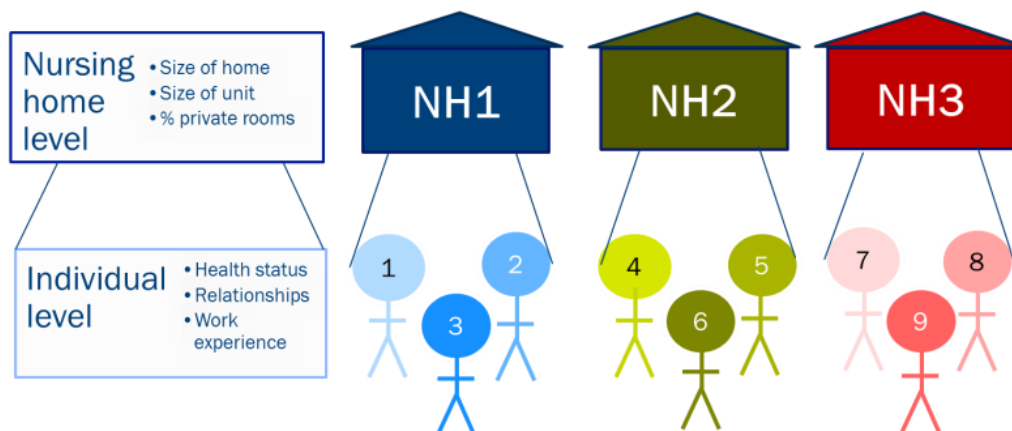 Nursing
home
level
• Size of home
• Size of unit
• % private rooms
NH1
NH2
NH3
Individual
level
• Health status
• Relationships
• Work
experience
1
2
3
4
5
6
7
8
9